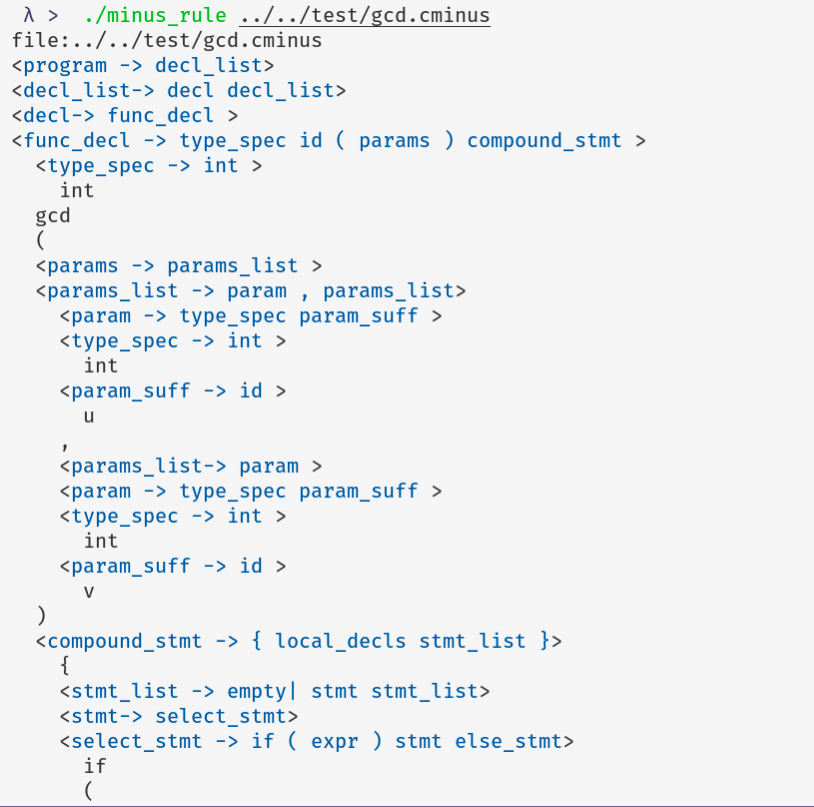 λ >  ./minus_rule ../../test/gcd.cminus
file:../../test/gcd.cminus
<program -> decl_list>
<decl_list-> decl decl_list>
<decl-> func_decl >
<func_decl -> type_spec id ( params ) compound_stmt >
  <type_spec -> int >
    int
  gcd
  (
  <params -> params_list >
  <params_list -> param , params_list>
    <param -> type_spec param_suff >
    <type_spec -> int >
      int
    <param_suff -> id >
      u
    ,
    <params_list-> param >
    <param -> type_spec param_suff >
    <type_spec -> int >
      int
    <param_suff -> id >
      v
  )
  <compound_stmt -> { local_decls stmt_list }>
    {
    <stmt_list -> empty| stmt stmt_list>
    <stmt-> select_stmt>
    <select_stmt -> if ( expr ) stmt else_stmt>
      if
      (